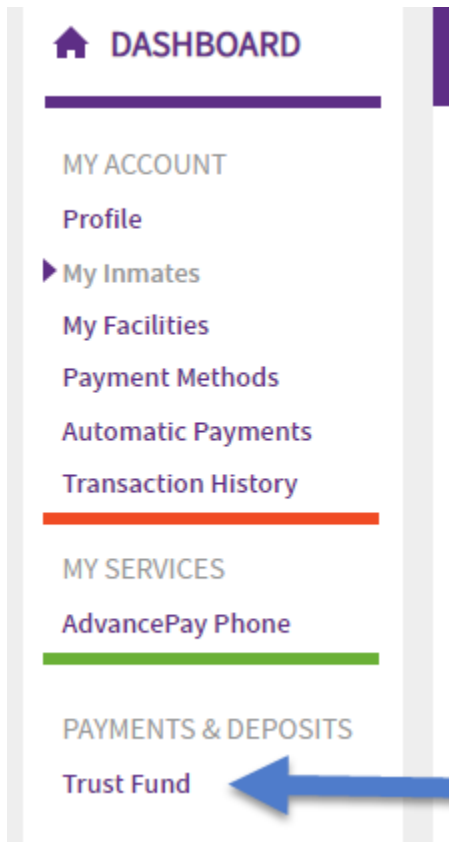 DASHBOARD
MY ACCOUNT
Profile
My Inmates
My Facilities
Payment Methods
Automatic Payments
Transaction History
MY SERVICES
AdvancePay Phone
PAYMENTS & DEPOSITS
Trust Fund